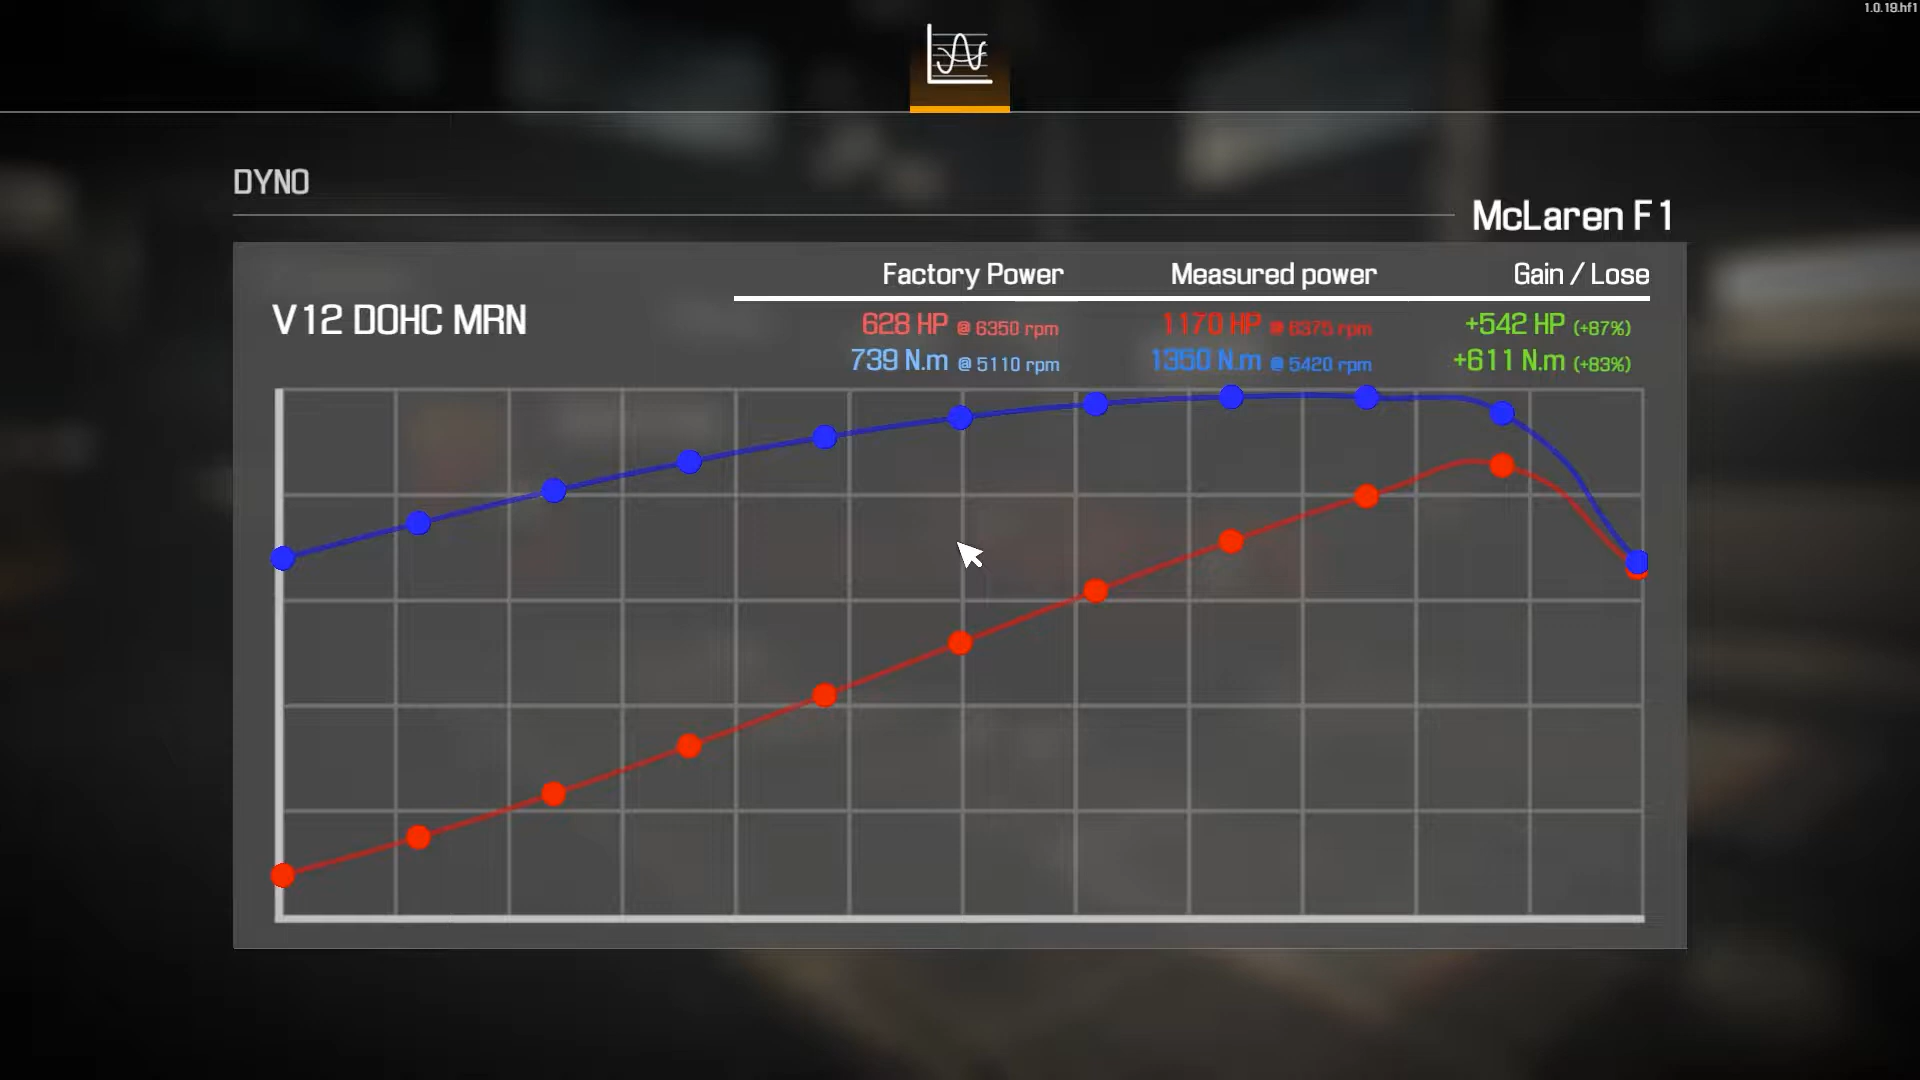 1.0.19.hf1
DYNO
McLaren F1
Factory Power Measured power Gain / Lose
V12 DOHC MRN
628 HP @ 6350 rpm 1170 HP @ 6375 rpm +542 HP (+87%)
739 N.m @ 5110 rpm 1350 N.m @ 5420 rpm +611 N.m (+83%)